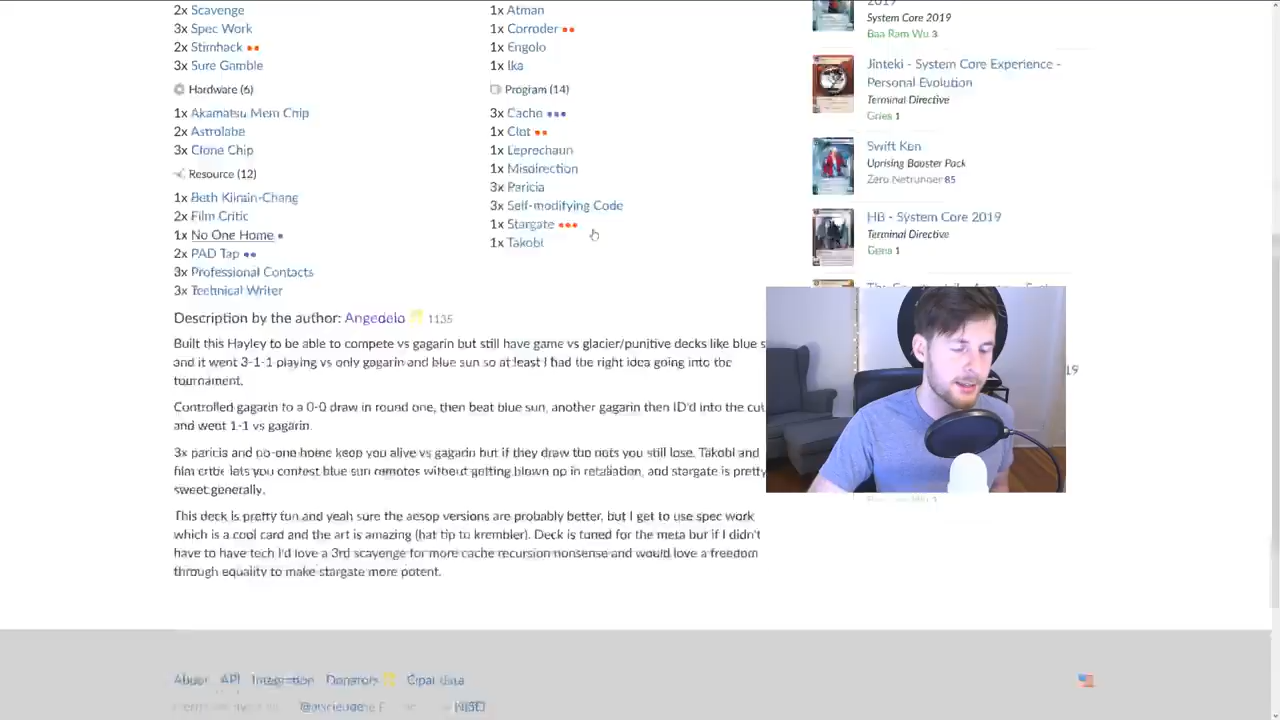 2x Scavenge
3x Spec Work
2x Stimhack
3x Sure Gamble
Hardware (6)
1x Akamatsu Mem Chip
2x Astrolabe
3x Clone Chip
Resource (12)
1x Beth Kilrain-Chang
2x Film Critic
1x No One Home
2x PAD Tap
3x Professional Contacts
3x Technical Writer
1x Atman
1x Corroder
1x Engolo
1x Ika
Program (14)
3x Cache
1x Clot
1x Leprechaun
1x Misdirection
3x Paricia
3x Self-modifying Code
1x Stargate
1x Takobi
2019
System Core 2019
Baa Ram Wu 3
Jinteki - System Core Experience -
Personal Evolution
Terminal Directive
Gries 1
Swift Ken
Uprising Booster Pack
Zero Netrunner 85
HB - System Core 2019
Terminal Directive
Gena 1
Description by the author: Angedelo 1135
Built this Hayley to be able to compete vs gagarin but still have game vs glacier/punitive decks like blue s
and it went 3-1-1 playing vs only gagarin and blue sun so at least I had the right idea going into the
tournament.
Controlled gagarin to a 0-0 draw in round one, then beat blue sun, another gagarin then ID'd into the cut
and went 1-1 vs gagarin.
3x paricia and no-one home keep you alive vs gagarin but if they draw the nuts you still lose. Takobi and
film critic lets you contest blue sun remotes without getting blown up in retaliation, and stargate is pretty
sweet generally.
This deck is pretty fun and yeah sure the aesop versions are probably better, but I get to use spec work
which is a cool card and the art is amazing (hat tip to krembler). Deck is tuned for the meta but if I didn't
have to have tech I'd love a 3rd scavenge for more cache recursion nonsense and would love a freedom
through equality to make stargate more potent.
19
About API Donators